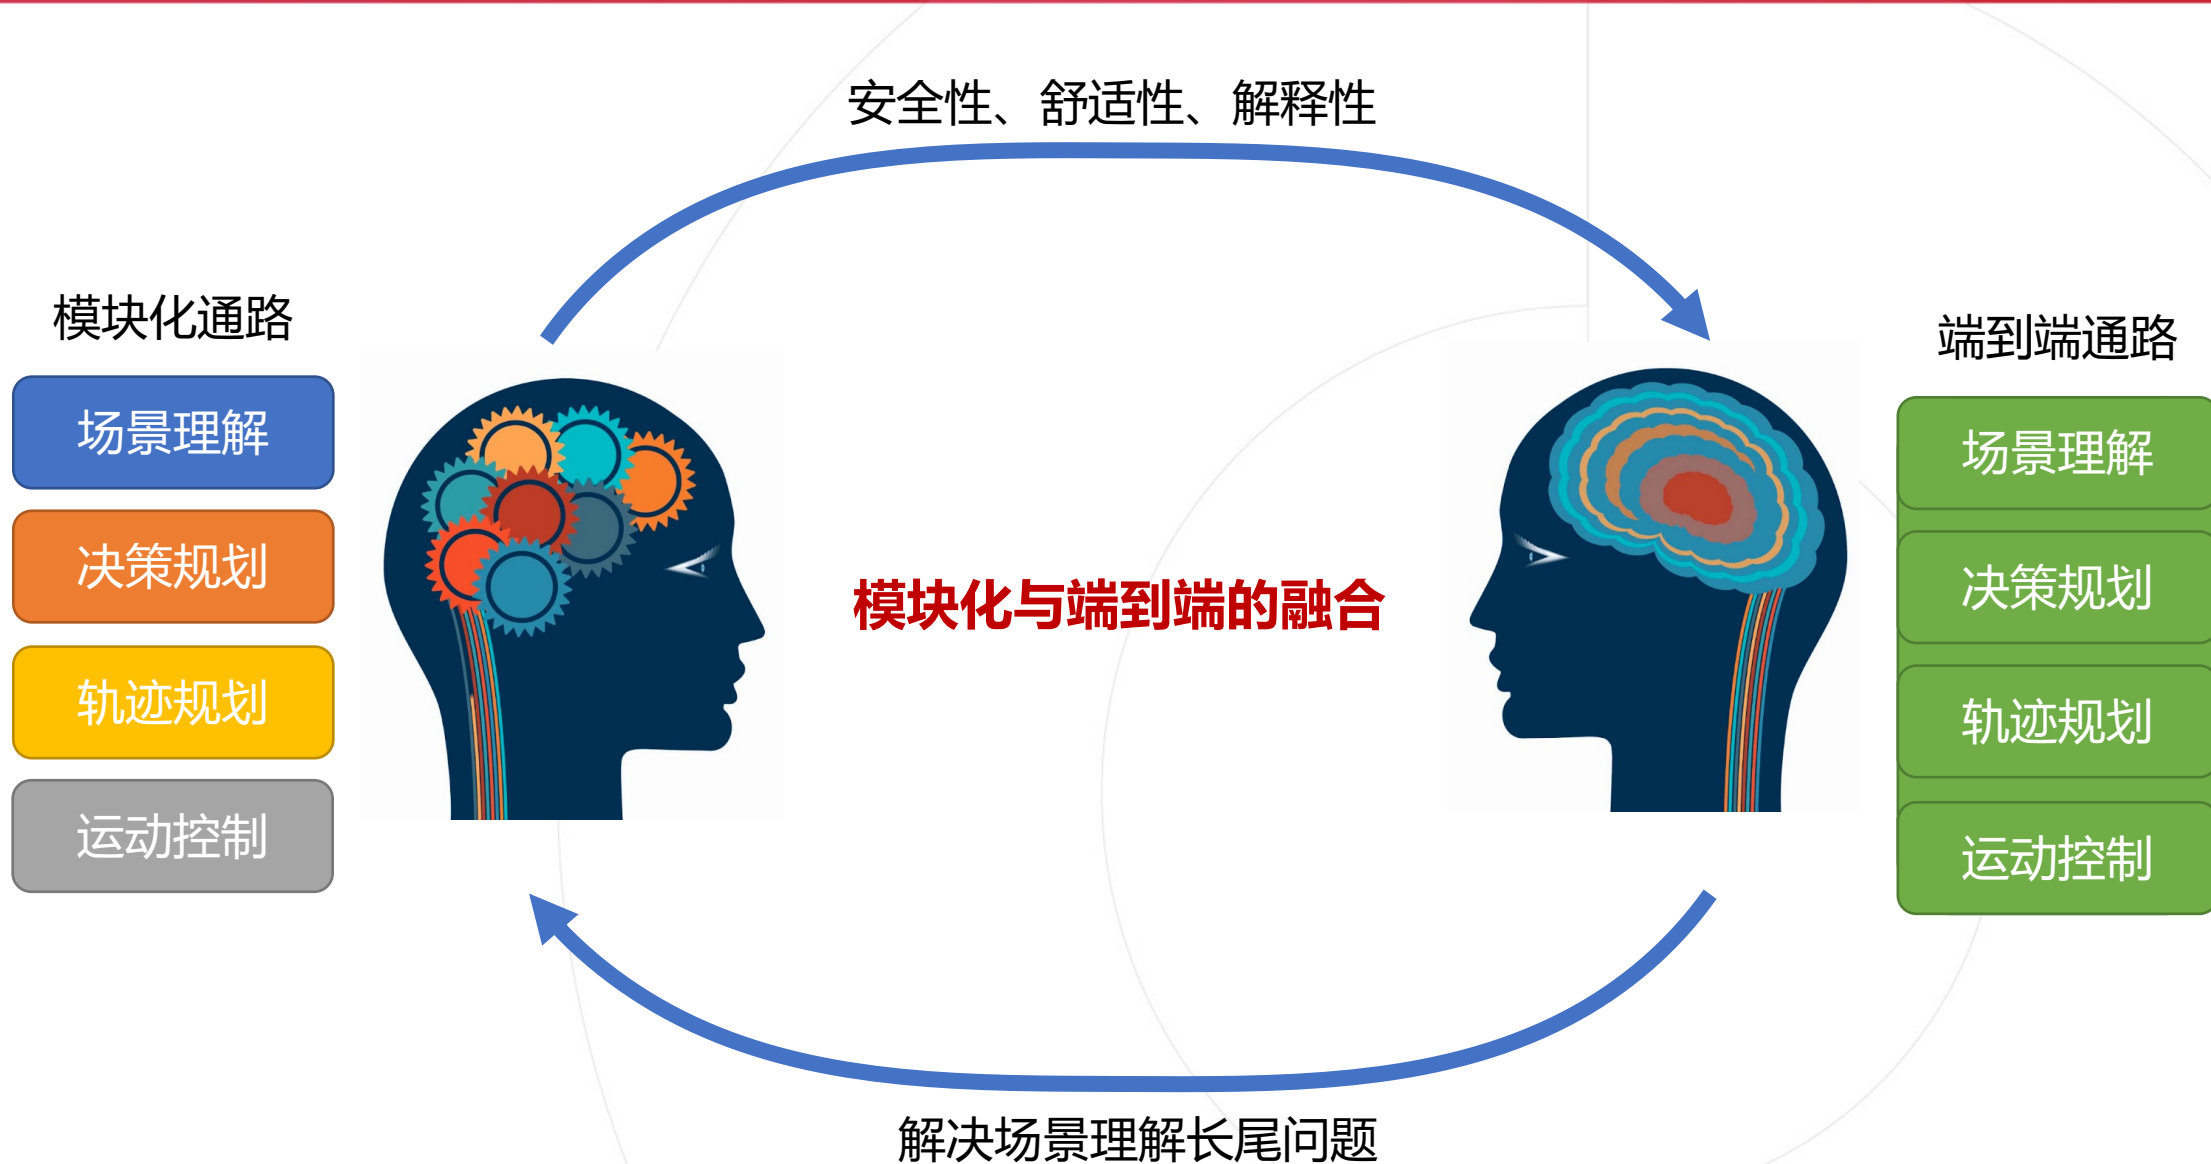 安全性、舒适性、解释性
模块化通路
场景理解
决策规划
轨迹规划
运动控制
模块化与端到端的融合
端到端通路
场景理解
决策规划
轨迹规划
运动控制
解决场景理解长尾问题